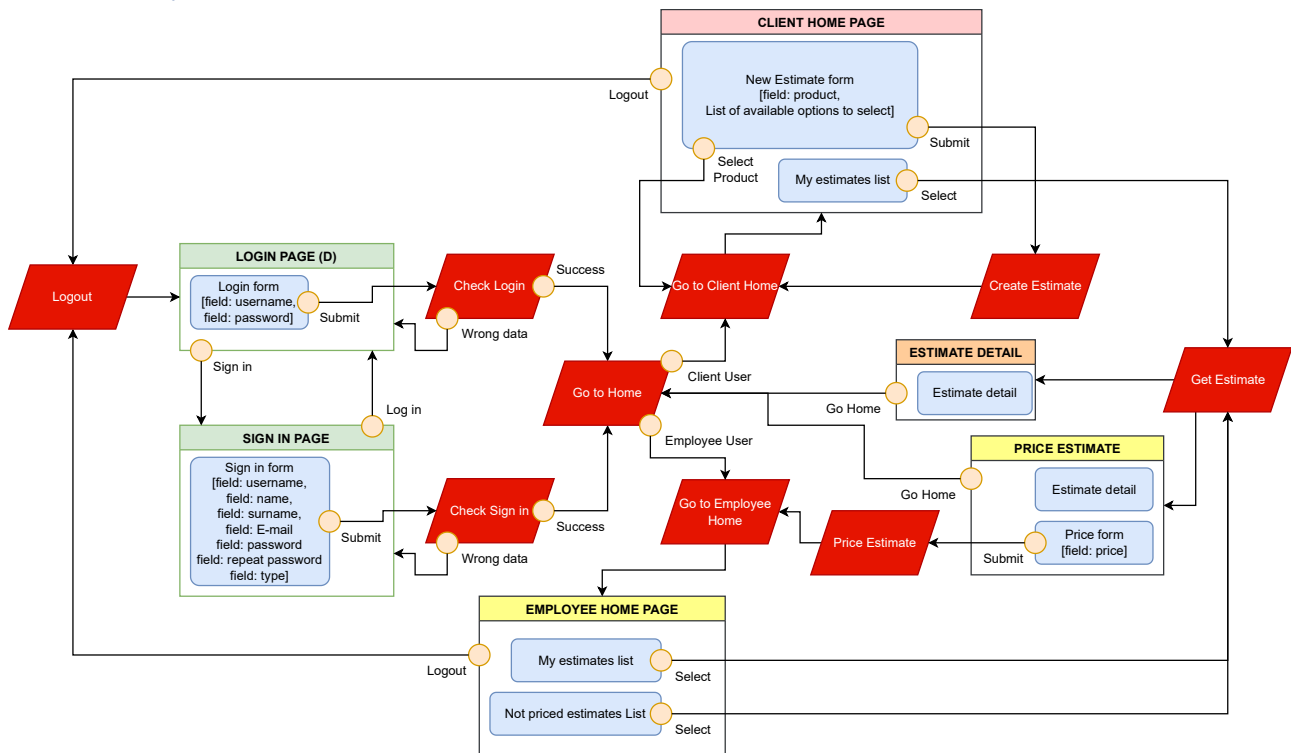 CLIENT HOME PAGE
New Estimate form
[field: product,
List of available options to select]
Logout
Submit
Select
Product
My estimates list
Select
LOGIN PAGE (D)
Login form
[field: username,
field: password]
Submit
Sign in
Logout
Check Login
Success
Wrong data
Go to Client Home
Create Estimate
Log in
Go to Home
Client User
Employee User
ESTIMATE DETAIL
Estimate detail
Go Home
Get Estimate
SIGN IN PAGE
Sign in form
[field: username,
field: name,
field: surname,
field: E-mail
field: password
field: repeat password
field: type]
Submit
Check Sign in
Success
Wrong data
Go to Employee
Home
Price Estimate
PRICE ESTIMATE
Estimate detail
Go Home
Price form
[field: price]
Submit
EMPLOYEE HOME PAGE
Logout
My estimates list
Select
Not priced estimates List
Select